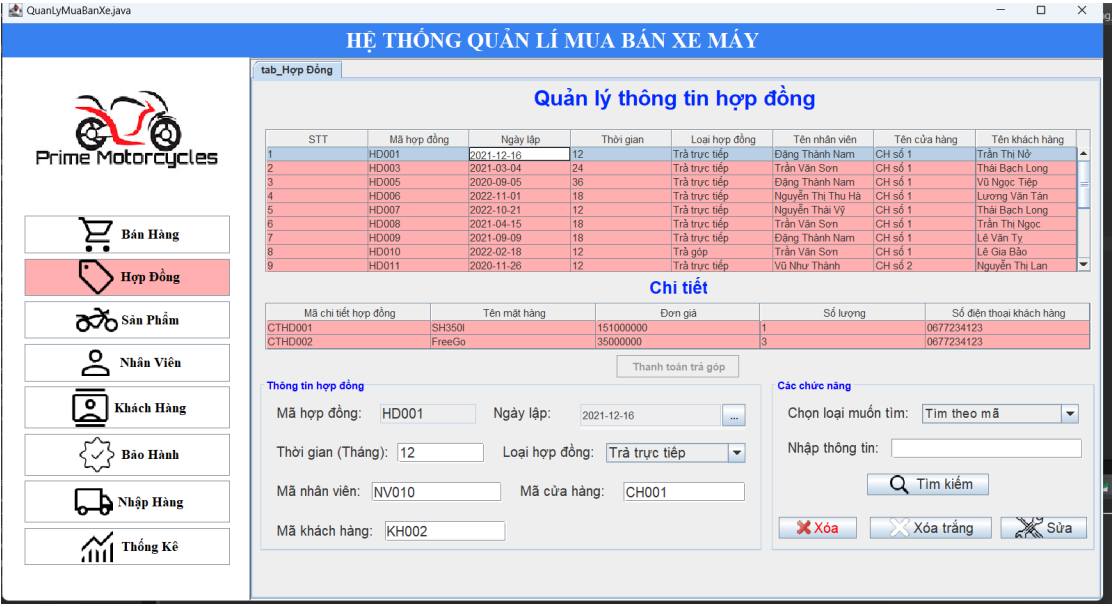 QuanLyMuaBanXe.java
HỆ THỐNG QUẢN LÍ MUA BÁN XE MÁY
Prime Motorcycles
Bán Hàng
Hợp Đồng
Sản Phẩm
Nhân Viên
Khách Hàng
Bảo Hành
Nhập Hàng
Thống Kê
tab_Hợp Đồng
Quản lý thông tin hợp đồng
STT Mã hợp đồng Ngày lập Thời gian Loại hợp đồng Tên nhân viên Tên cửa hàng Tên khách hàng
1 HD001 2021-12-16 12 Trả trực tiếp Đặng Thành Nam CH số 1 Trần Thị Nở
2 HD003 2021-03-04 24 Trả trực tiếp Trần Văn Sơn CH số 1 Thái Bạch Long
3 HD005 2020-09-05 36 Trả trực tiếp Đặng Thành Nam CH số 1 Vũ Ngọc Tiệp
4 HD006 2022-11-01 18 Trả trực tiếp Nguyễn Thị Thu Hà CH số 1 Lương Văn Tán
5 HD007 2022-10-21 12 Trả trực tiếp Nguyễn Thái Vỹ CH số 1 Thái Bạch Long
6 HD008 2021-04-15 18 Trả trực tiếp Trần Văn Sơn CH số 1 Trần Thị Ngọc
7 HD009 2021-09-09 18 Trả trực tiếp Đặng Thành Nam CH số 1 Lê Văn Tỵ
8 HD010 2022-02-18 12 Trả góp Trần Văn Sơn CH số 1 Lê Gia Bảo
9 HD011 2020-11-26 12 Trả trực tiếp Vũ Như Thành CH số 2 Nguyễn Thị Lan
Chi tiết
Mã chi tiết hợp đồng Tên mặt hàng Đơn giá Số lượng Số điện thoại khách hàng
CTHD001 SH350I 151000000 1 0677234123
CTHD002 FreeGo 35000000 3 0677234123
Thanh toán trả góp
Thông tin hợp đồng
Mã hợp đồng: HD001 Ngày lập: 2021-12-16 ...
Thời gian (Tháng): 12 Loại hợp đồng: Trả trực tiếp
Mã nhân viên: NV010 Mã cửa hàng: CH001
Mã khách hàng: KH002
Các chức năng
Chọn loại muốn tìm: Tìm theo mã
Nhập thông tin:
Tìm kiếm
Xóa Xóa trắng Sửa